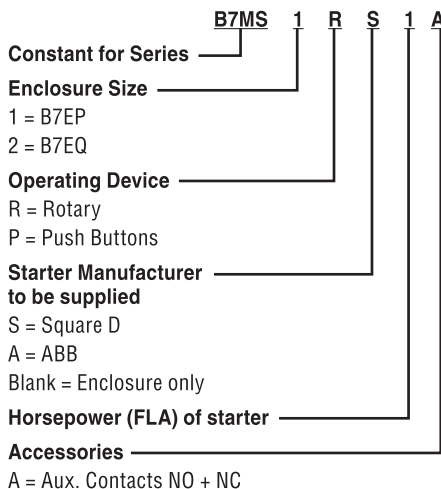 B7MS 1 R S 1 A
Constant for Series
Enclosure Size
1 = B7EP
2 = B7EQ
Operating Device
R = Rotary
P = Push Buttons
Starter Manufacturer
to be supplied
S = Square D
A = ABB
Blank = Enclosure only
Horsepower (FLA) of starter
Accessories
A = Aux. Contacts NO + NC